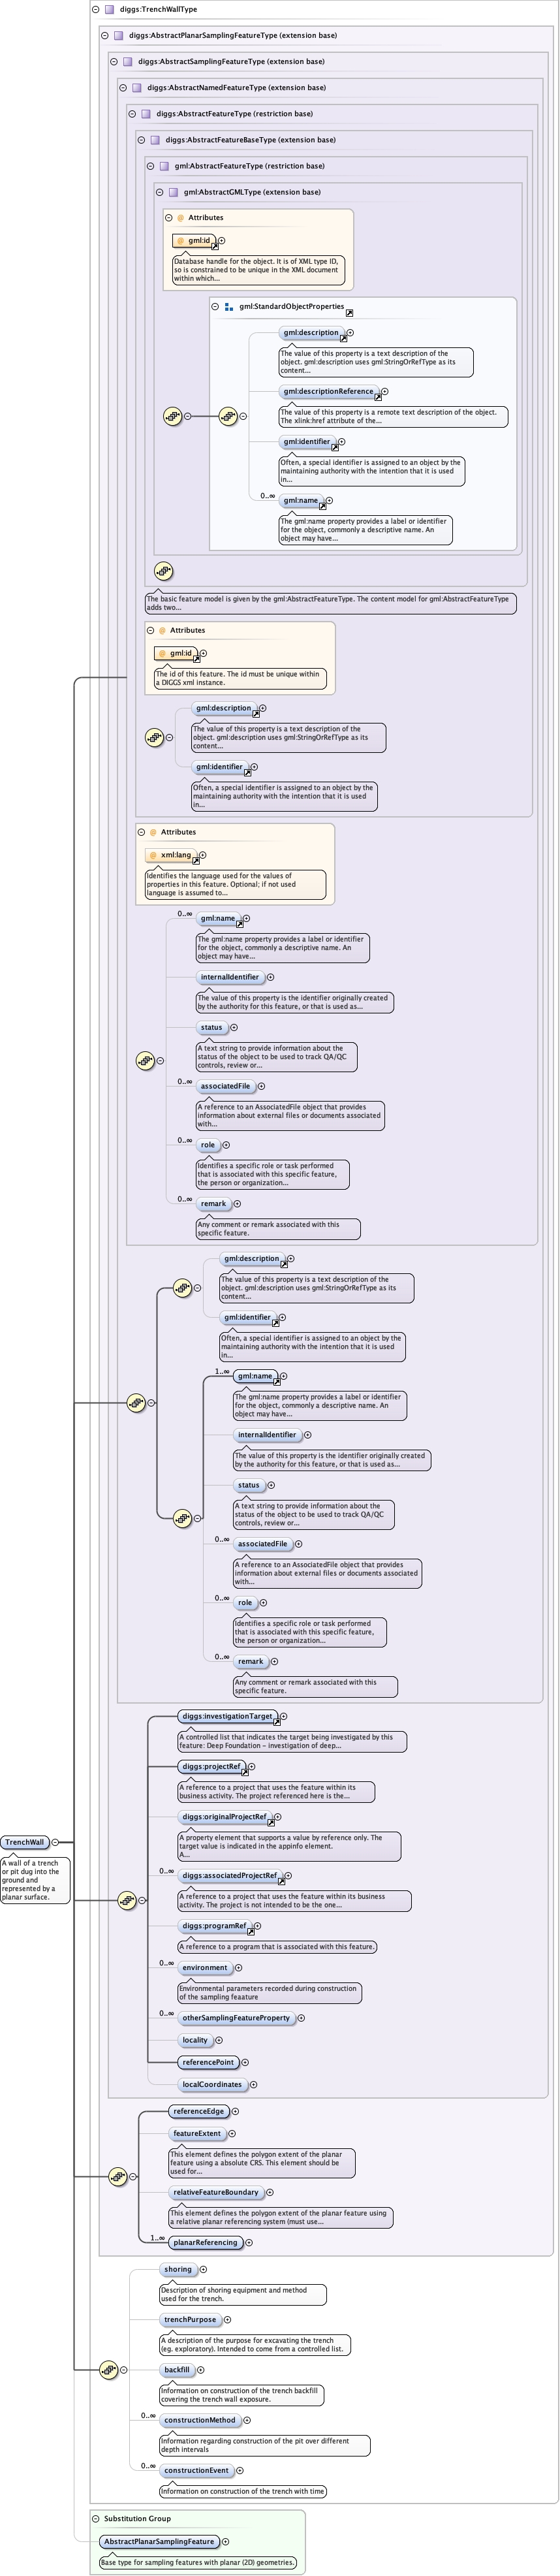 diggs:TrenchWallType
diggs:AbstractPlanarSamplingFeatureType (extension base)
diggs:AbstractSamplingFeatureType (extension base)
diggs:AbstractNamedFeatureType (extension base)
diggs:AbstractFeatureType (restriction base)
diggs:AbstractFeatureBaseType (extension base)
gml:AbstractFeatureType (restriction base)
gml:AbstractGMLType (extension base)
@ Attributes
@ gml:id
Database handle for the object. It is of XML type ID,
so is constrained to be unique in the XML document
within which...
gml:StandardObjectProperties
gml:description
The value of this property is a text description of the
object. gml:description uses gml:StringOrRefType as its
content...
gml:descriptionReference
The value of this property is a remote text description of the object.
The xlink:href attribute of the...
gml:identifier
Often, a special identifier is assigned to an object by the
maintaining authority with the intention that it is used
in...
0..∞
gml:name
The gml:name property provides a label or identifier
for the object, commonly a descriptive name. An
object may have...
The basic feature model is given by the gml:AbstractFeatureType. The content model for gml:AbstractFeatureType
adds two...
@ Attributes
@ gml:id
The id of this feature. The id must be unique within
a DIGGS xml instance.
gml:description
The value of this property is a text description of the
object. gml:description uses gml:StringOrRefType as its
content...
gml:identifier
Often, a special identifier is assigned to an object by the
maintaining authority with the intention that it is used
in...
@ Attributes
@ xml:lang
Identifies the language used for the values of
properties in this feature. Optional; if not used
language is assumed to...
0..∞
gml:name
The gml:name property provides a label or identifier
for the object, commonly a descriptive name. An
object may have...
internalIdentifier
The value of this property is the identifier originally created
by the authority for this feature, or that is used as...
status
A text string to provide information about the
status of the object to be used to track QA/QC
controls, review or...
0..∞
associatedFile
A reference to an AssociatedFile object that provides
information about external files or documents associated
with...
0..∞
role
Identifies a specific role or task performed
that is associated with this specific feature,
the person or organization...
0..∞
remark
Any comment or remark associated with this
specific feature.
gml:description
The value of this property is a text description of the
object. gml:description uses gml:StringOrRefType as its
content...
gml:identifier
Often, a special identifier is assigned to an object by the
maintaining authority with the intention that it is used
in...
1..∞
gml:name
The gml:name property provides a label or identifier
for the object, commonly a descriptive name. An
object may have...
internalIdentifier
The value of this property is the identifier originally created
by the authority for this feature, or that is used as...
status
A text string to provide information about the
status of the object to be used to track QA/QC
controls, review or...
0..∞
associatedFile
A reference to an AssociatedFile object that provides
information about external files or documents associated
with...
0..∞
role
Identifies a specific role or task performed
that is associated with this specific feature,
the person or organization...
0..∞
remark
Any comment or remark associated with this
specific feature.
diggs:investigationTarget
A controlled list that indicates the target being investigated by this
feature: Deep Foundation - investigation of deep...
diggs:projectRef
A reference to a project that uses the feature within its
business activity. The project referenced here is the...
diggs:originalProjectRef
A property element that supports a value by reference only. The
target value is indicated in the appinfo element.
A...
0..∞
diggs:associatedProjectRef
A reference to a project that uses the feature within its business
activity. The project is not intended to be the one...
diggs:programRef
A reference to a program that is associated with this feature.
0..∞
environment
Environmental parameters recorded during construction
of the sampling feaature
0..∞
otherSamplingFeatureProperty
locality
referencePoint
localCoordinates
TrenchWall
A wall of a trench
or pit dug into the
ground and
represented by a
planar surface.
referenceEdge
featureExtent
This element defines the polygon extent of the planar
feature using a absolute CRS. This element should be
used for...
relativeFeatureBoundary
This element defines the polygon extent of the planar feature using
a relative planar referencing system (must use...
1..∞
planarReferencing
shoring
Description of shoring equipment and method
used for the trench.
trenchPurpose
A description of the purpose for excavating the trench
(eg. exploratory). Intended to come from a controlled list.
backfill
Information on construction of the trench backfill
covering the trench wall exposure.
0..∞
constructionMethod
Information regarding construction of the pit over different
depth intervals
0..∞
constructionEvent
Information on construction of the trench with time
Substitution Group
AbstractPlanarSamplingFeature
Base type for sampling features with planar (2D) geometries.